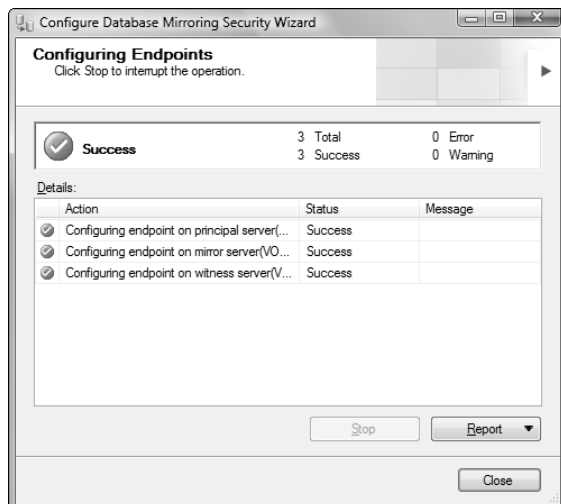 Configure Database Mirroring Security Wizard
Configuring Endpoints
Click Stop to interrupt the operation.
Success
3 Total 0 Error
3 Success 0 Warning
Details:
Action Status Message
Configuring endpoint on principal server(... Success
Configuring endpoint on mirror server(VO... Success
Configuring endpoint on witness server(V... Success
Stop Report
Close